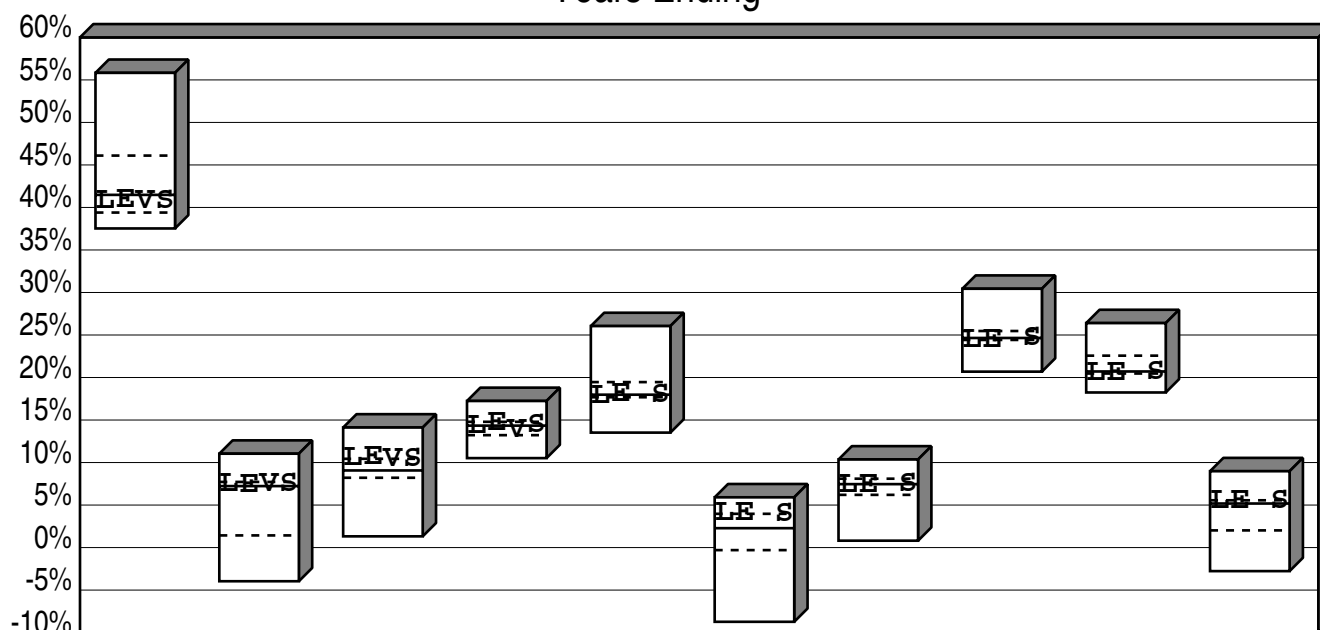 Years Ending
60%
55%
50%
45%
40%
35%
30%
25%
20%
15%
10%
5%
0%
-5%
-10%
LEVS
LEVS
LEVS
LEVS
LE-S
LE-S
LE-S
LE-S
LE-S
LE-S